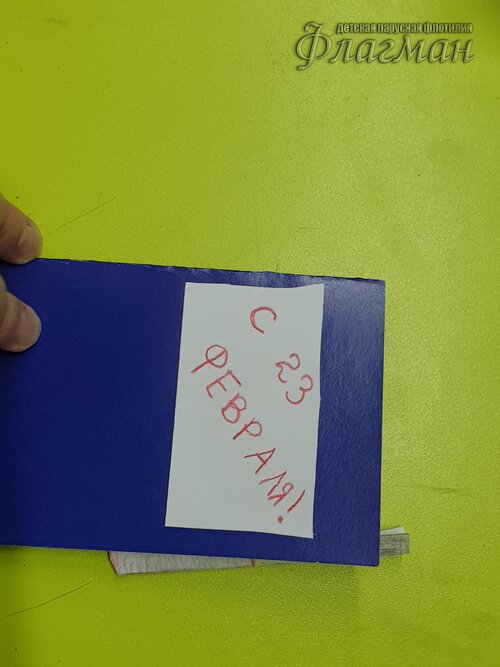 детская парусная флотилия
Флагман
С 23
ФЕВРАЛЯ!